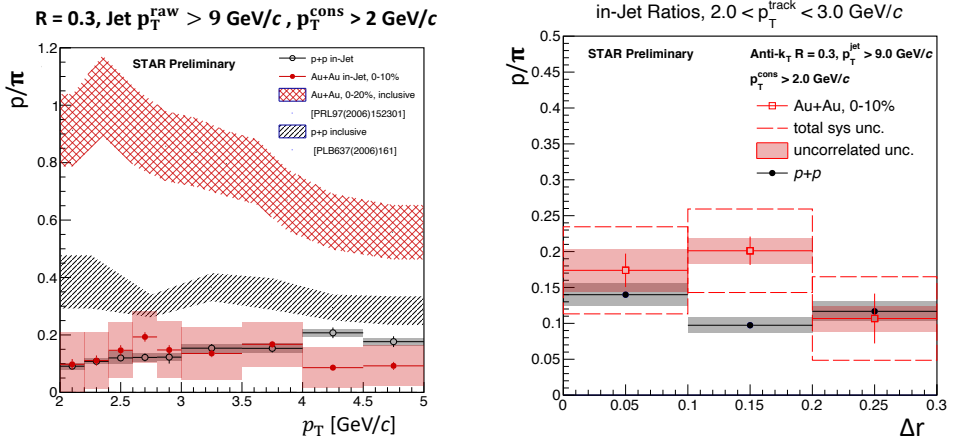 R = 0.3, Jet p_T^raw > 9 GeV/c , p_T^cons > 2 GeV/c
p/π
STAR Preliminary
p+p in-Jet
Au+Au in-Jet, 0-10%
Au+Au, 0-20%, inclusive
[PRL97(2006)152301]
p+p inclusive
[PLB637(2006)161]
1.2
1
0.8
0.6
0.4
0.2
0
2 2.5 3 3.5 4 4.5 5
p_T [GeV/c]
in-Jet Ratios, 2.0 < p_T^track < 3.0 GeV/c
p/π
STAR Preliminary
Anti-k_T R = 0.3, p_T^jet > 9.0 GeV/c
p_T^cons > 2.0 GeV/c
Au+Au, 0-10%
total sys unc.
uncorrelated unc.
p+p
0.5
0.45
0.4
0.35
0.3
0.25
0.2
0.15
0.1
0.05
0
0 0.05 0.1 0.15 0.2 0.25 0.3
Δr